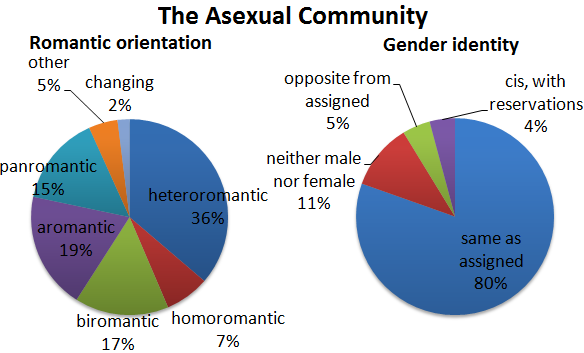 The Asexual Community
Romantic orientation
other
5%
changing
2%
panromantic
15%
heteroromantic
36%
aromantic
19%
biromantic
17%
homoromantic
7%
Gender identity
opposite from
assigned
5%
cis, with
reservations
4%
neither male
nor female
11%
same as
assigned
80%